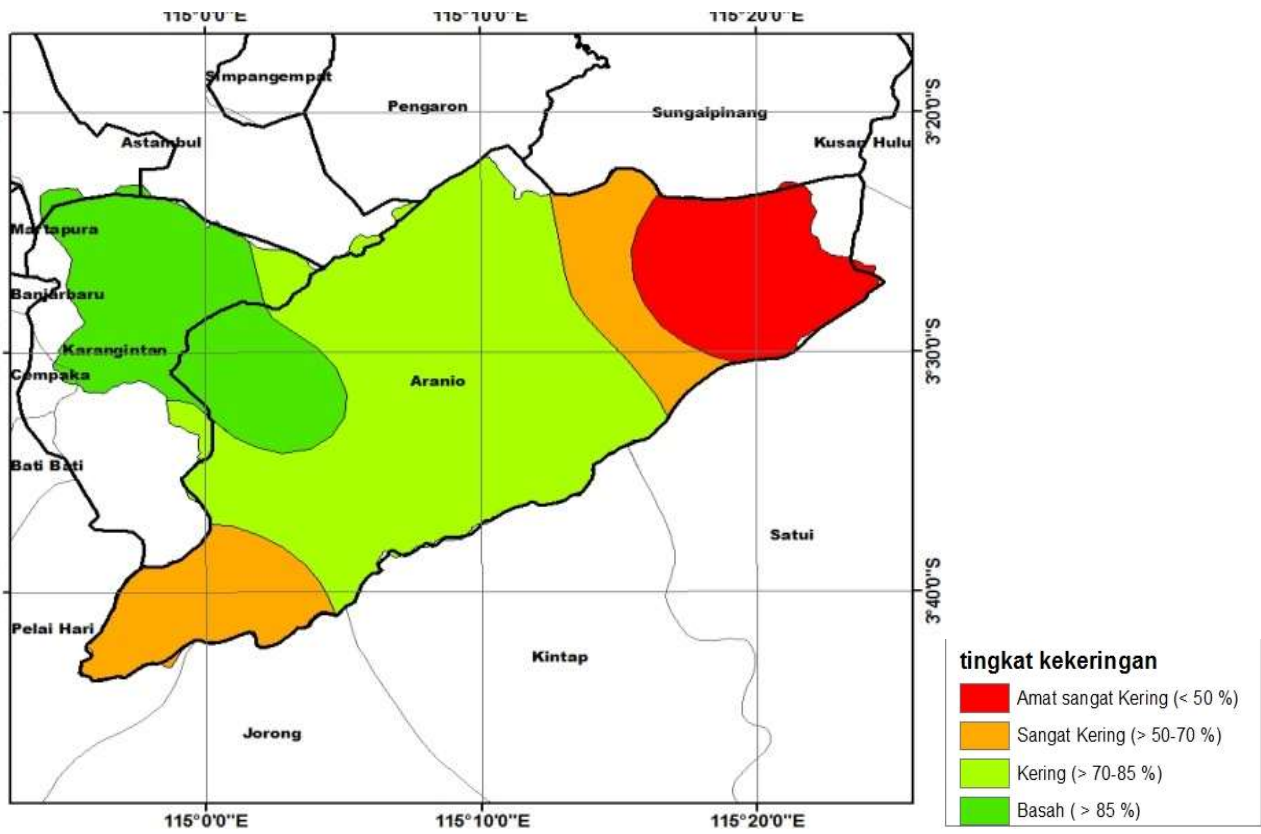 115°0'0"E 115°10'0"E 115°20'0"E
Simpangempat
Pengaron
Sungaipinang
3°20'0"S
Astambul
Kusan Hulu
Martapura
Banjarbaru
Karangintan
3°30'0"S
Cempaka
Aranio
Bati Bati
Satui
3°40'0"S
Pelai Hari
Kintap
Jorong
115°0'0"E 115°10'0"E 115°20'0"E
tingkat kekeringan
Amat sangat Kering (< 50 %)
Sangat Kering (> 50-70 %)
Kering (> 70-85 %)
Basah ( > 85 %)